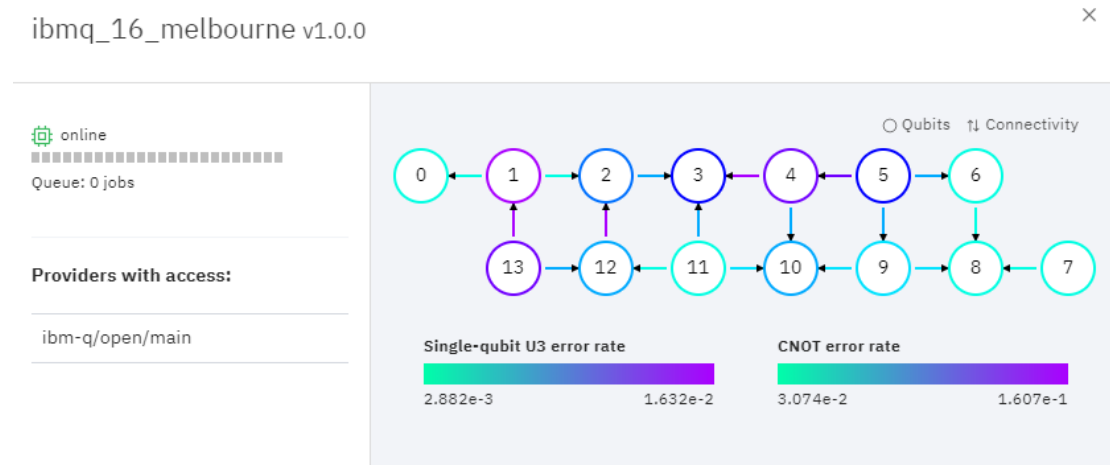 ibmq_16_melbourne v1.0.0
online
Queue: 0 jobs
Providers with access:
ibm-q/open/main
Qubits Connectivity
0 1 2 3 4 5 6
13 12 11 10 9 8 7
Single-qubit U3 error rate
2.882e-3 1.632e-2
CNOT error rate
3.074e-2 1.607e-1